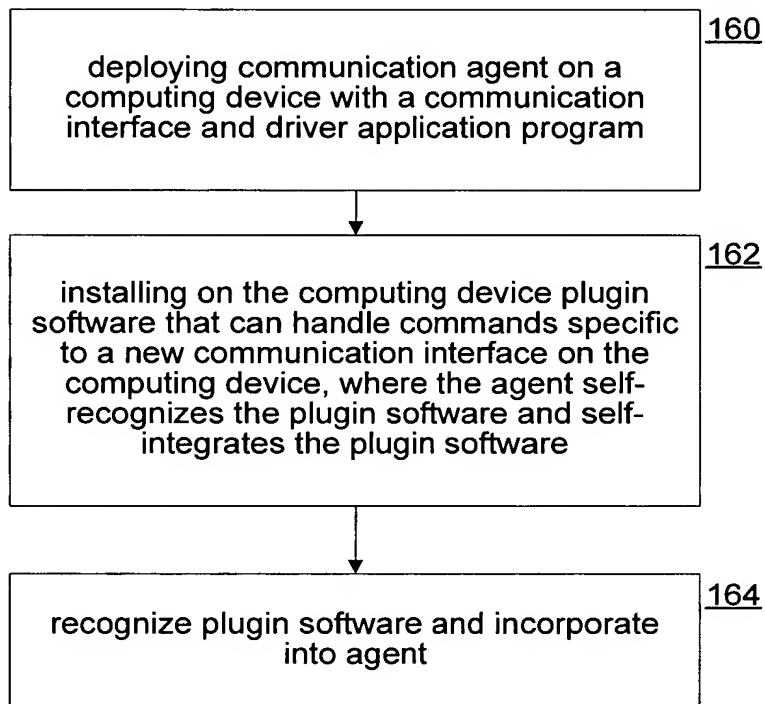 160
deploying communication agent on a
computing device with a communication
interface and driver application program
162
installing on the computing device plugin
software that can handle commands specific
to a new communication interface on the
computing device, where the agent self-
recognizes the plugin software and self-
integrates the plugin software
164
recognize plugin software and incorporate
into agent